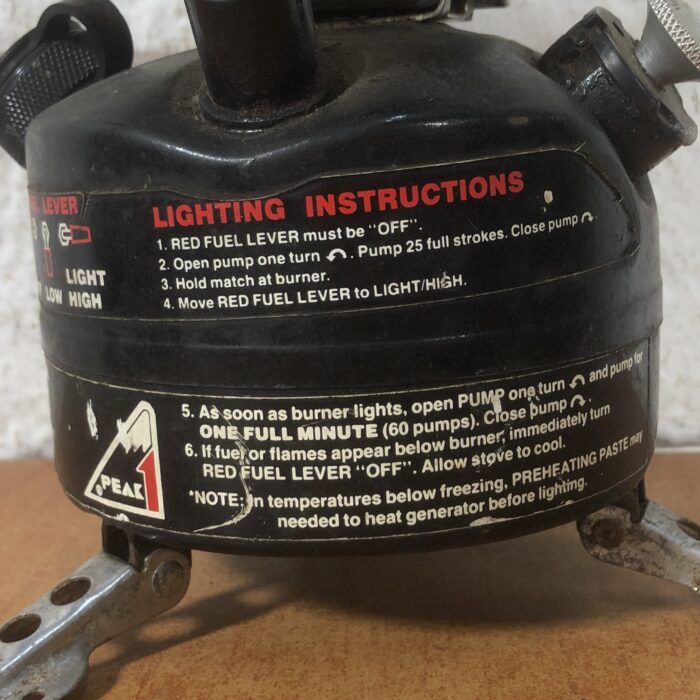 LEVER
LIGHT
LOW HIGH
LIGHTING INSTRUCTIONS
1. RED FUEL LEVER must be "OFF".
2. Open pump one turn . Pump 25 full strokes. Close pump .
3. Hold match at burner.
4. Move RED FUEL LEVER to LIGHT/HIGH.
PEAK 1
5. As soon as burner lights, open PUMP one turn and pump for
ONE FULL MINUTE (60 pumps). Close pump .
6. If fuel or flames appear below burner, immediately turn
RED FUEL LEVER "OFF". Allow stove to cool.
*NOTE: In temperatures below freezing, PREHEATING PASTE may
needed to heat generator before lighting.